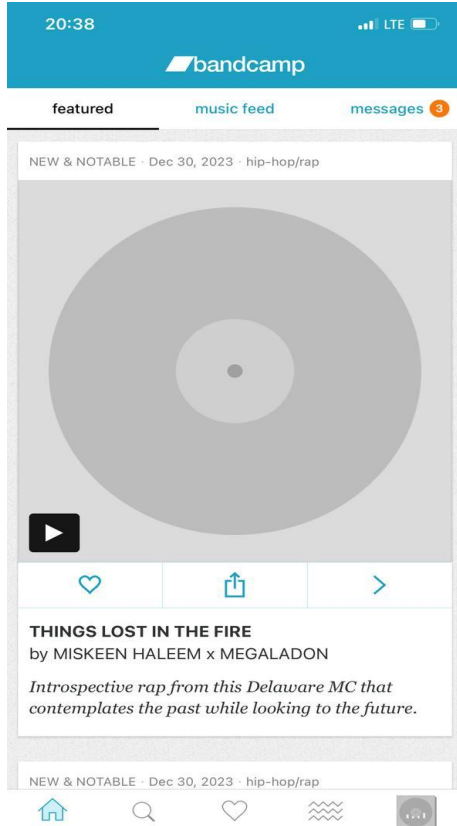 20:38
LTE
bandcamp
featured
music feed
messages 3
NEW & NOTABLE · Dec 30, 2023 · hip-hop/rap
THINGS LOST IN THE FIRE
by MISKEEN HALEEM x MEGALADON
Introspective rap from this Delaware MC that
contemplates the past while looking to the future.
NEW & NOTABLE · Dec 30, 2023 · hip-hop/rap